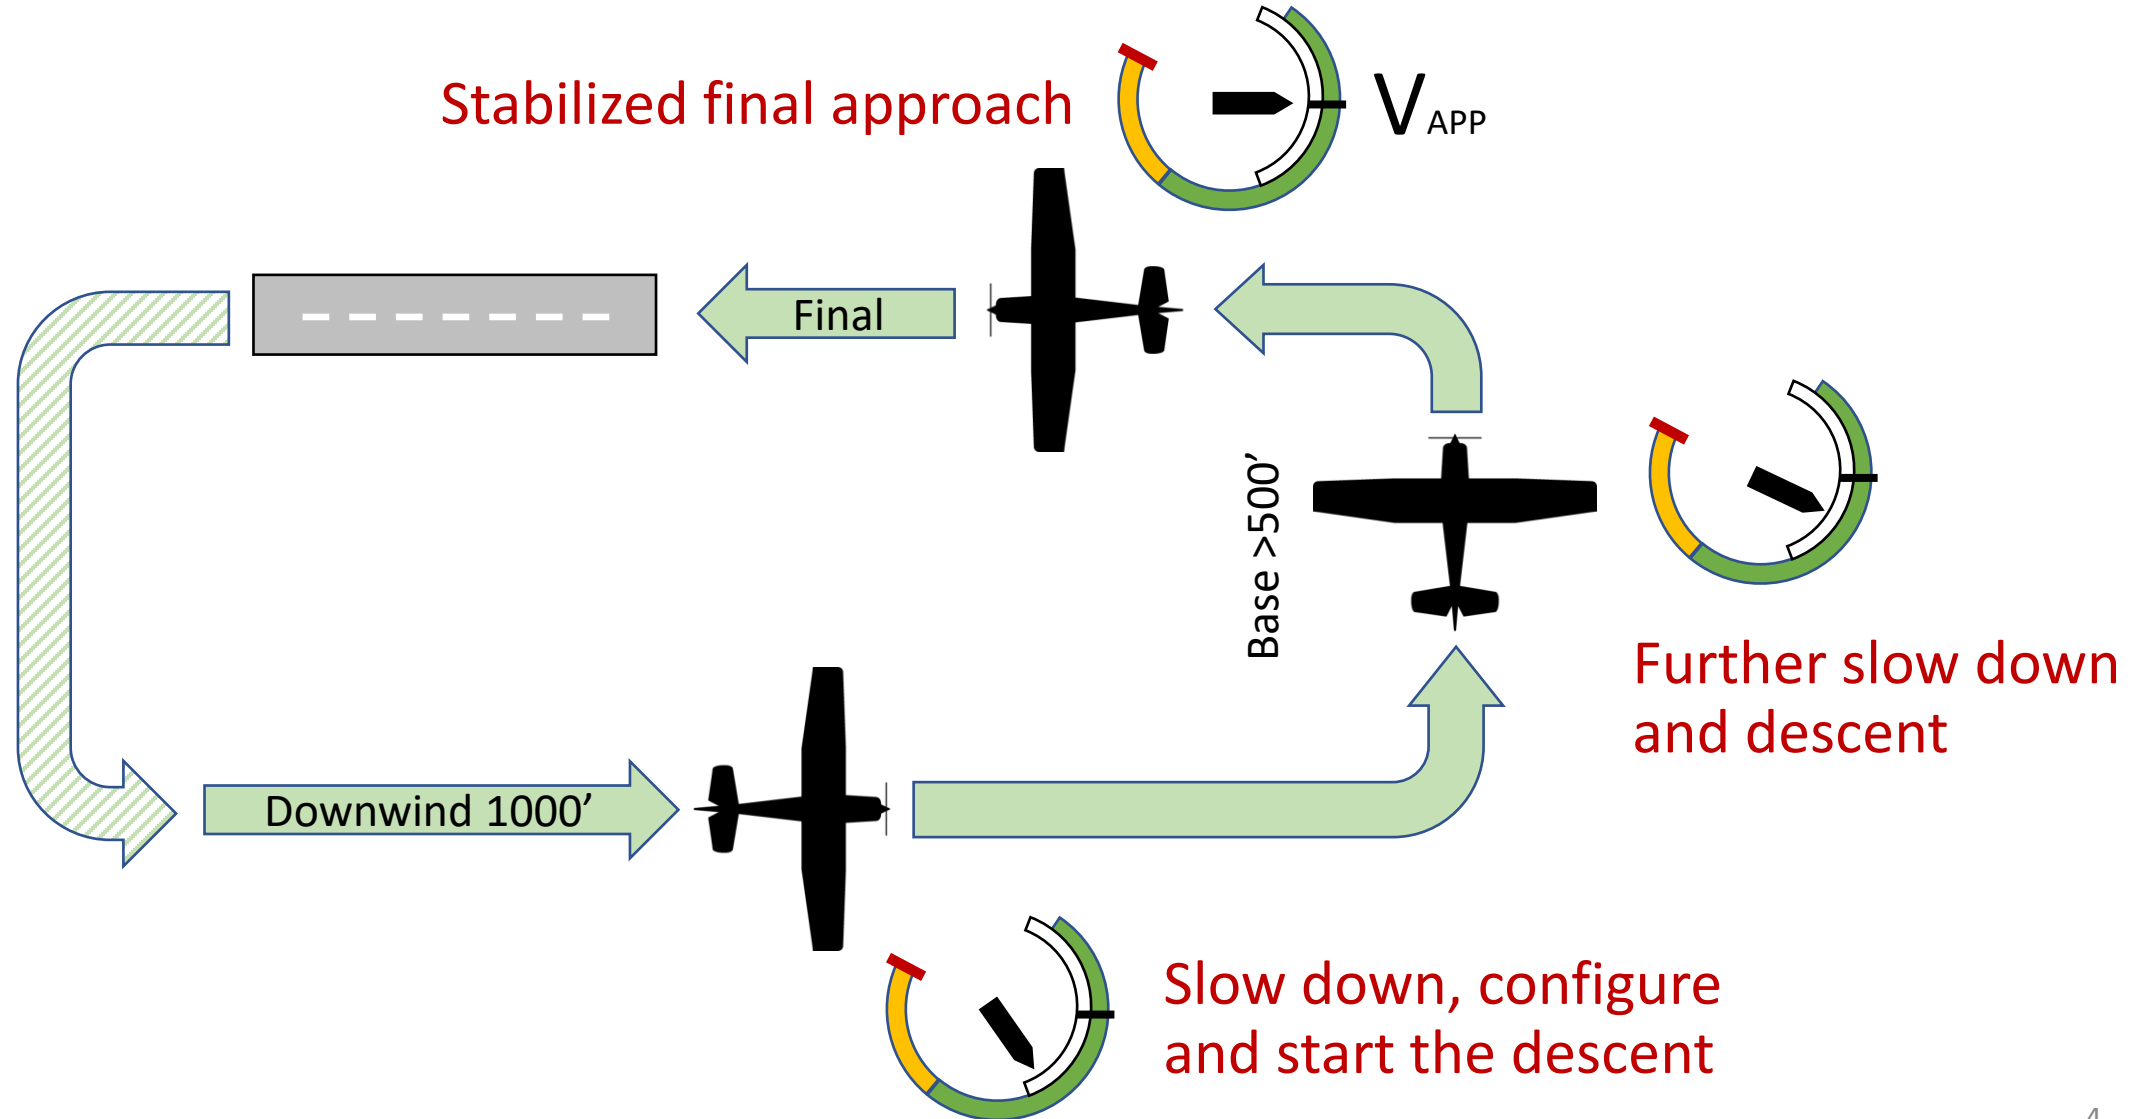 Stabilized final approach
VAPP
Final
Base >500’
Further slow down
and descent
Downwind 1000’
Slow down, configure
and start the descent
4